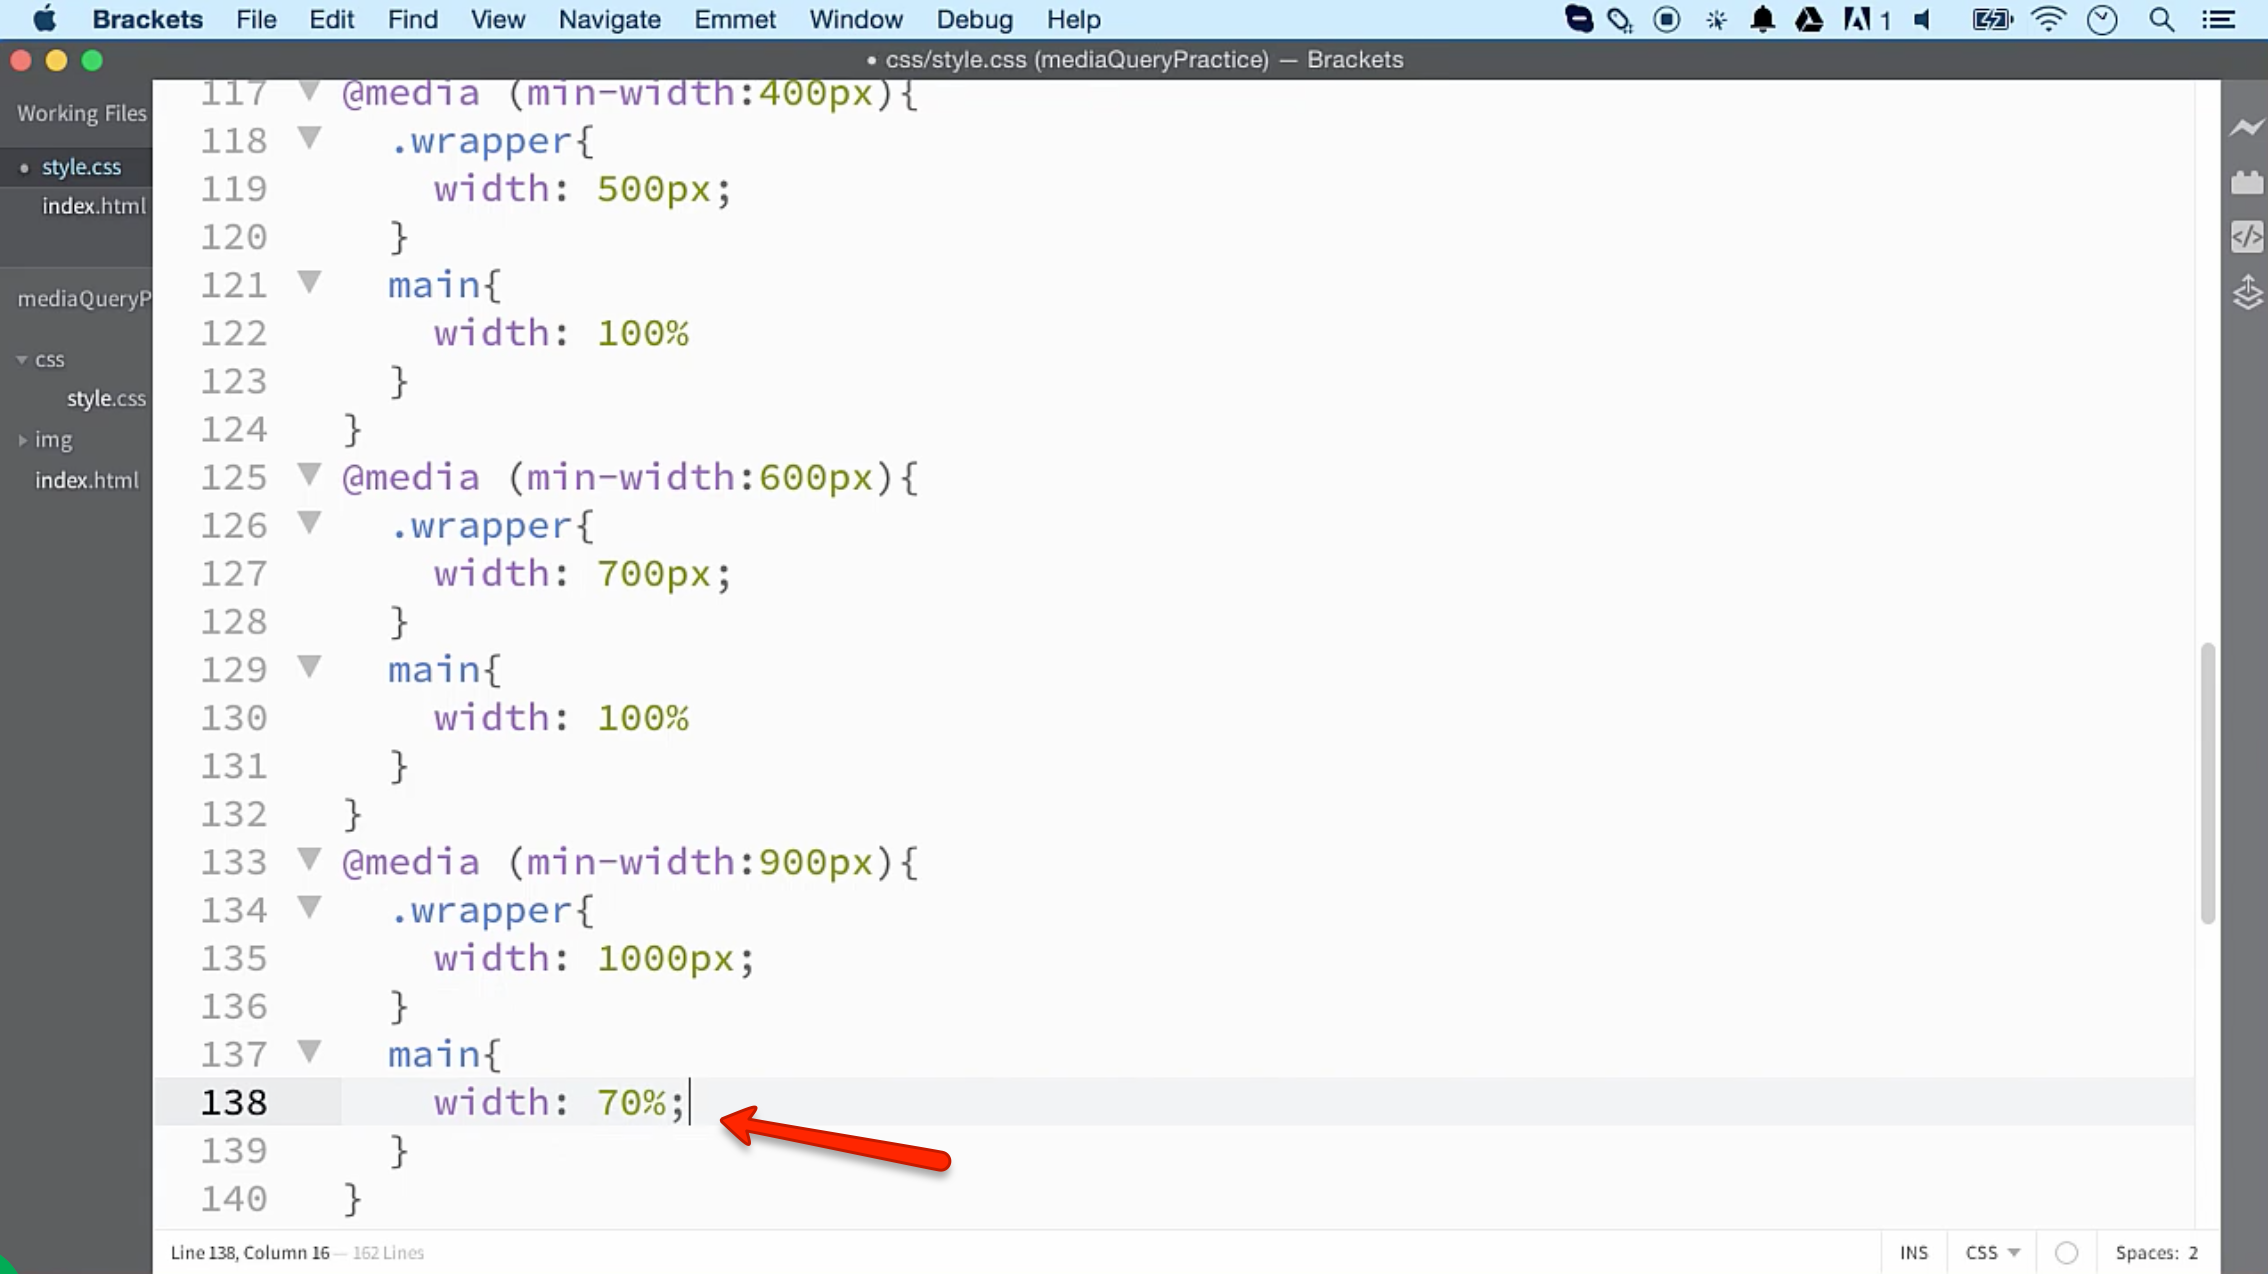 Brackets File Edit Find View Navigate Emmet Window Debug Help 1
• css/style.css (mediaQueryPractice) — Brackets
Working Files
• style.css
index.html
mediaQueryP
css
style.css
img
index.html
117 @media (min-width:400px){
118 .wrapper{
119 width: 500px;
120 }
121 main{
122 width: 100%
123 }
124 }
125 @media (min-width:600px){
126 .wrapper{
127 width: 700px;
128 }
129 main{
130 width: 100%
131 }
132 }
133 @media (min-width:900px){
134 .wrapper{
135 width: 1000px;
136 }
137 main{
138 width: 70%;
139 }
140 }
Line 138, Column 16 — 162 Lines INS CSS Spaces: 2